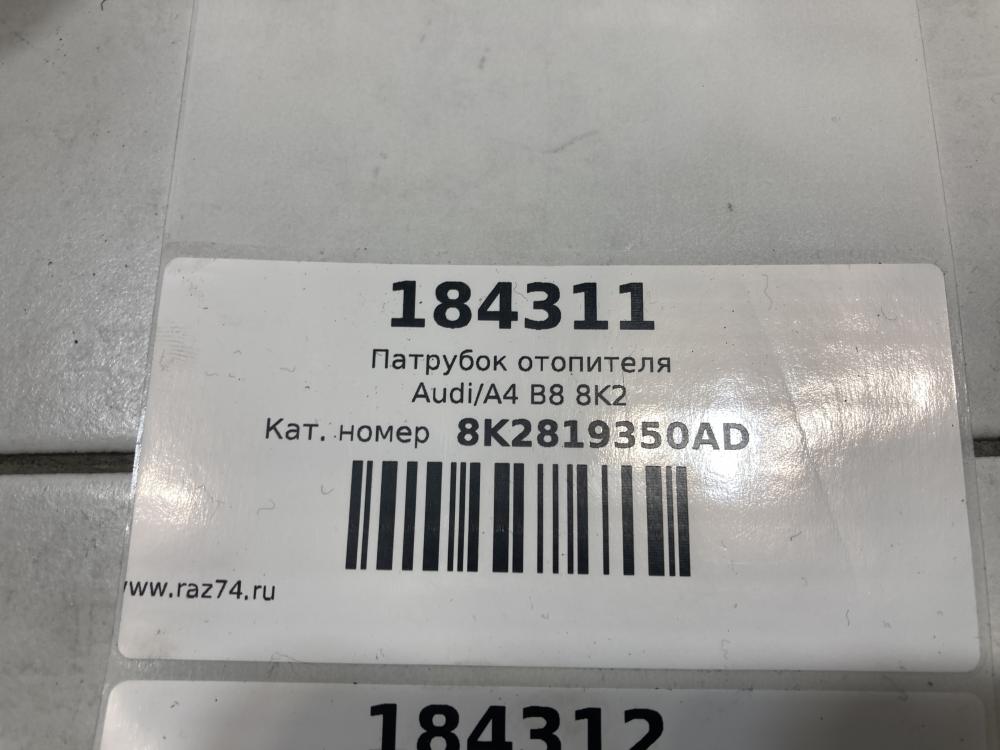 184311
Патрубок отопителя
Audi/A4 B8 8K2
Кат. номер 8K2819350AD
www.raz74.ru
184312